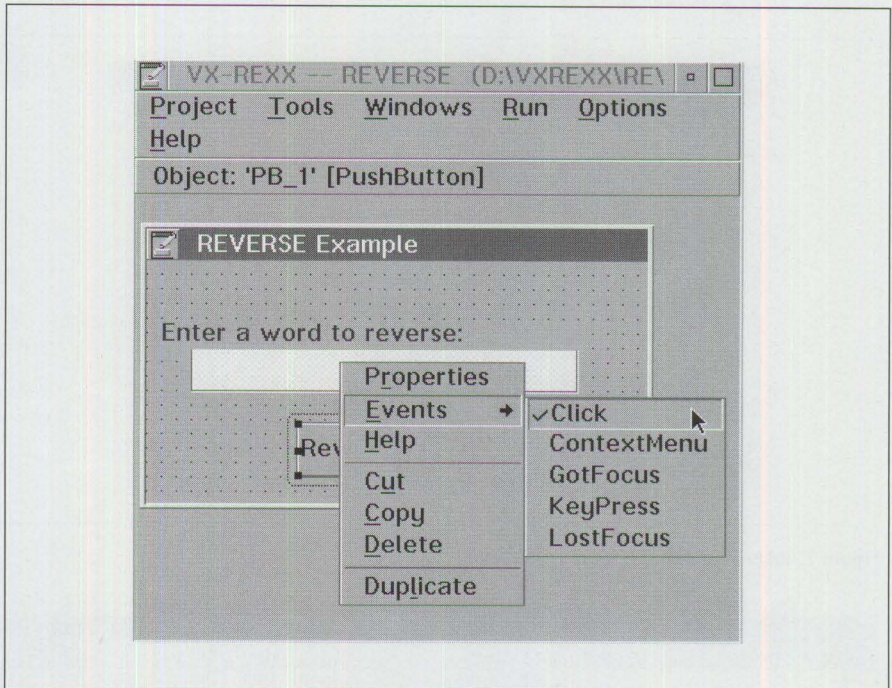 VX-REXX -- REVERSE (D:\VXREXX\RE\
Project Tools Windows Run Options
Help
Object: 'PB_1' [PushButton]
REVERSE Example
Enter a word to reverse:
Properties
Events
Click
Help
ContextMenu
Rev
GotFocus
Cut
KeyPress
Copy
LostFocus
Delete
Duplicate